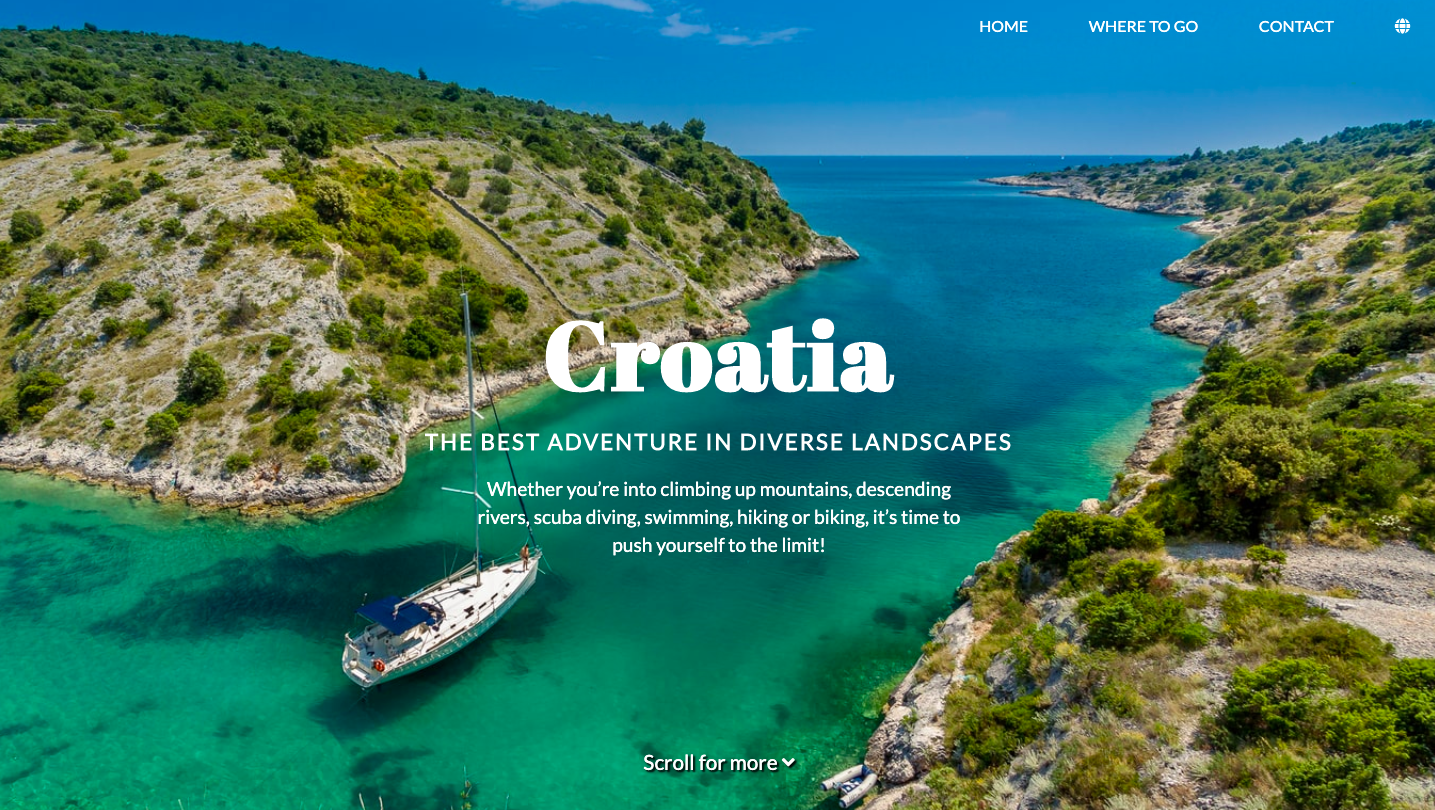 HOME WHERE TO GO CONTACT
Croatia
THE BEST ADVENTURE IN DIVERSE LANDSCAPES
Whether you’re into climbing up mountains, descending
rivers, scuba diving, swimming, hiking or biking, it’s time to
push yourself to the limit!
Scroll for more